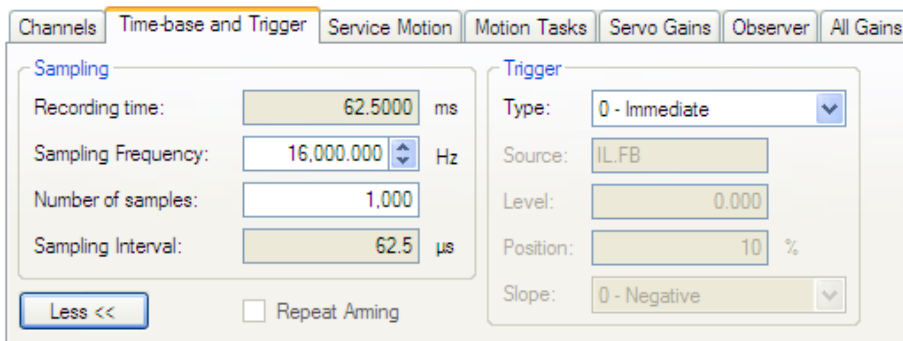 Channels Time-base and Trigger Service Motion Motion Tasks Servo Gains Observer All Gains
Sampling
Recording time: 62.5000 ms
Sampling Frequency: 16,000.000 Hz
Number of samples: 1,000
Sampling Interval: 62.5 µs
Less << Repeat Arming
Trigger
Type: 0 - Immediate
Source: IL.FB
Level: 0.000
Position: 10 %
Slope: 0 - Negative